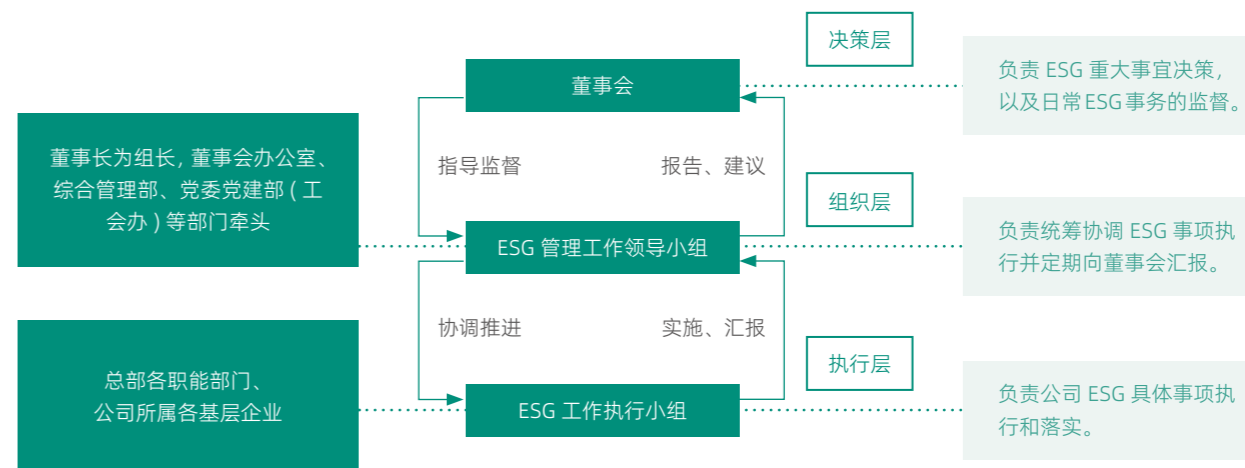 决策层
董事会
负责 ESG 重大事宜决策，
以及日常ESG事务的监督。
董事长为组长, 董事会办公室、
综合管理部、党委党建部 ( 工
会办 ) 等部门牵头
指导监督
报告、建议
组织层
ESG 管理工作领导小组
负责统筹协调 ESG 事项执
行并定期向董事会汇报。
协调推进
实施、汇报
执行层
总部各职能部门、
公司所属各基层企业
ESG 工作执行小组
负责公司 ESG 具体事项执
行和落实。